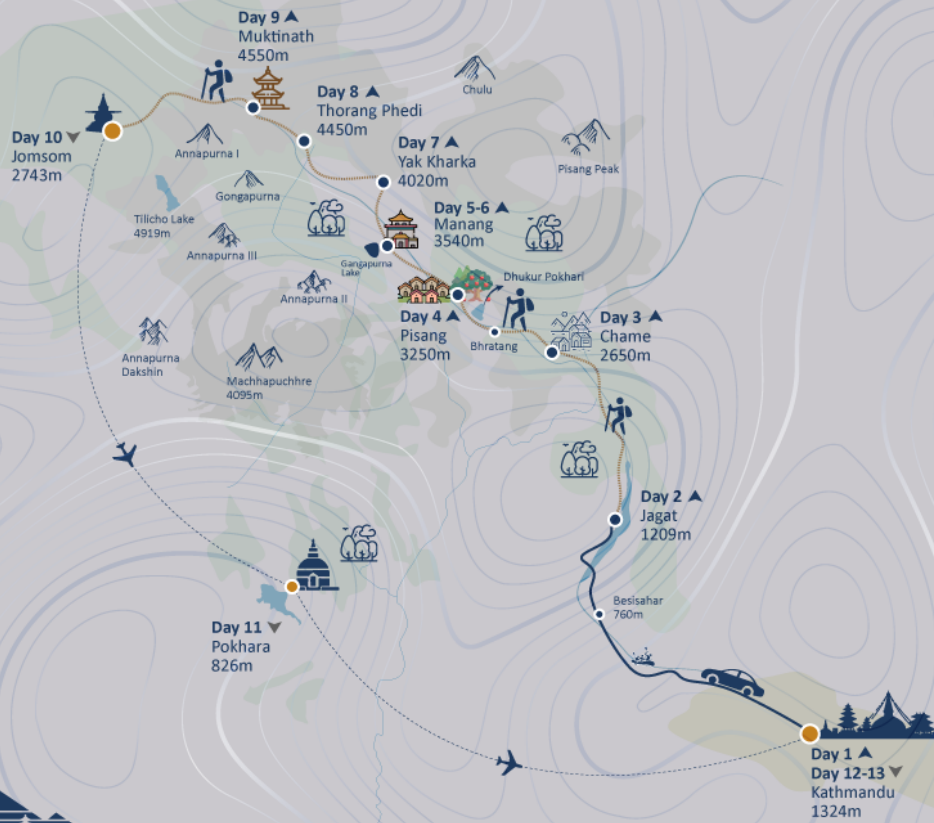 Day 9
Muktinath
4550m
Chulu
Day 8
Thorang Phedi
4450m
Day 10
Jomsom
2743m
Annapurna I
Day 7
Yak Kharka
4020m
Pisang Peak
Gongapurna
Tilicho Lake
4919m
Day 5-6
Manang
3540m
Annapurna III
Gangapurna
Lake
Dhukur Pokhari
Annapurna II
Day 4
Pisang
3250m
Bhratang
Day 3
Chame
2650m
Annapurna
Dakshin
Machhapuchhre
4095m
Day 2
Jagat
1209m
Besisahar
760m
Day 11
Pokhara
826m
Day 1
Day 12-13
Kathmandu
1324m